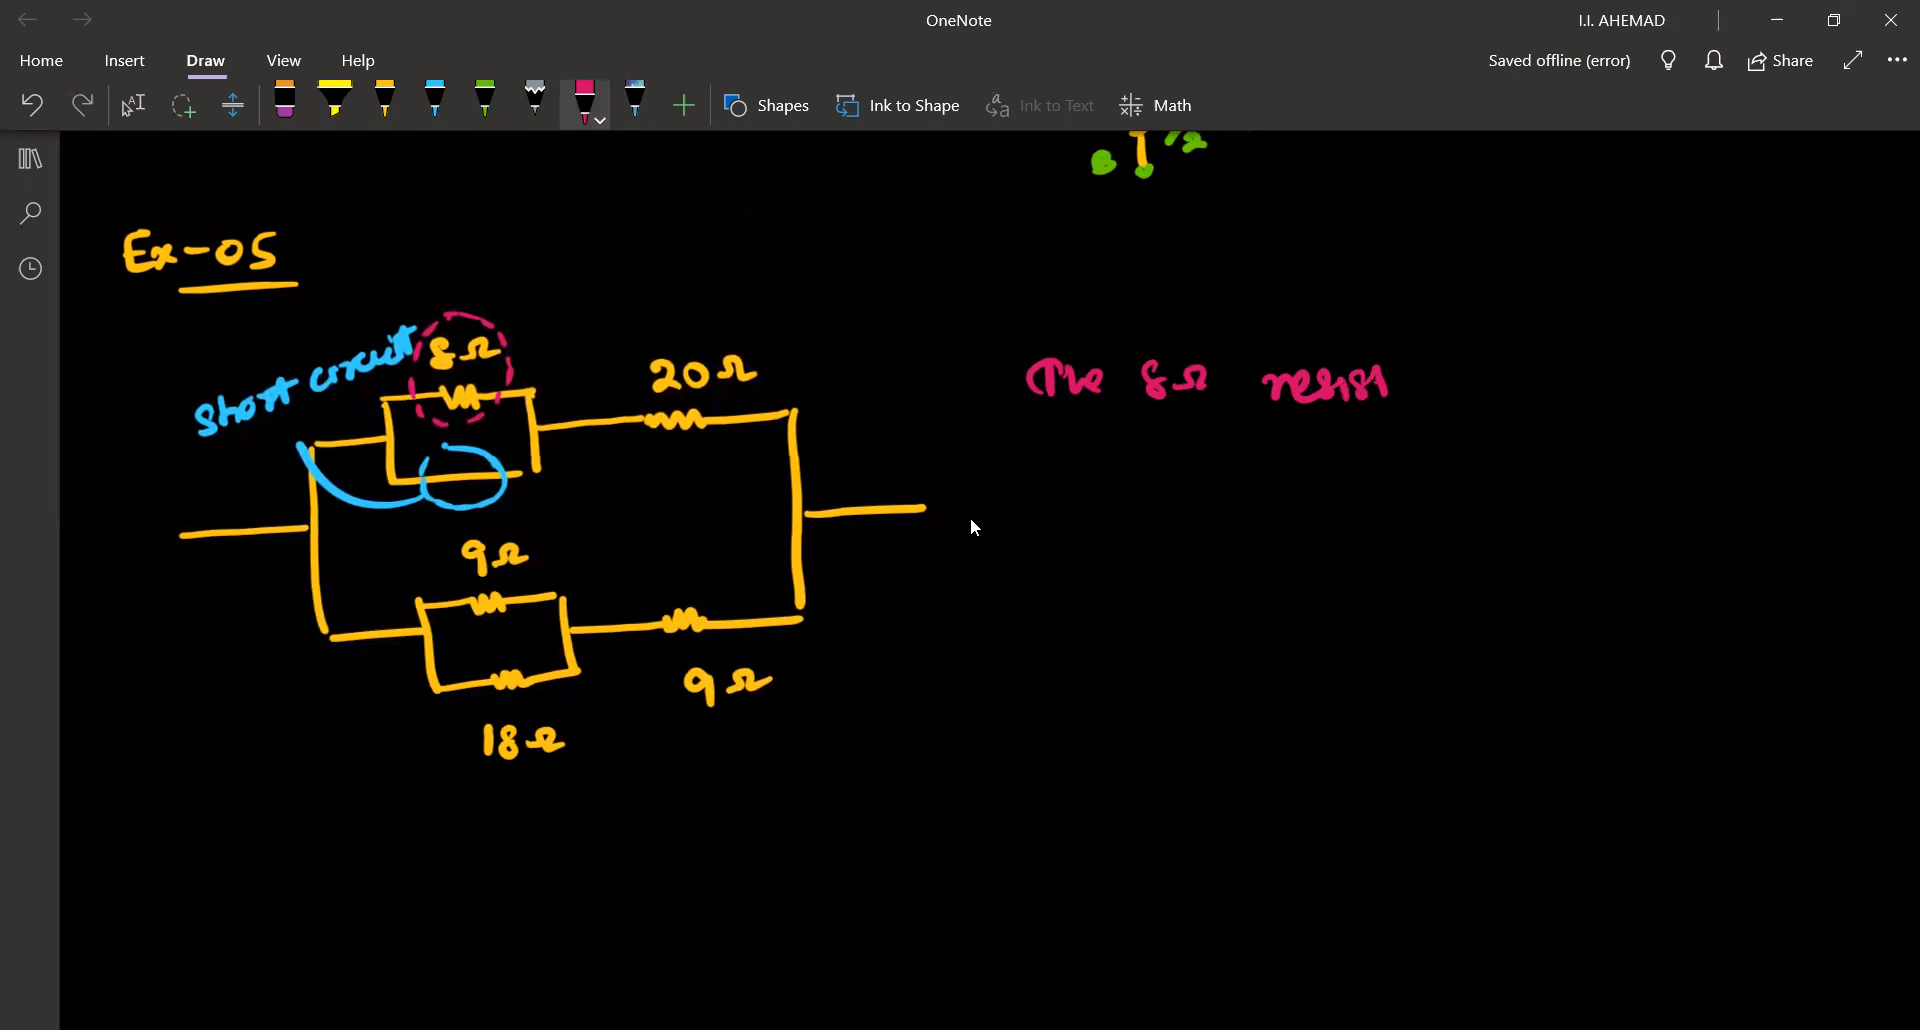 OneNote
I.I. AHEMAD
Home Insert Draw View Help
Saved offline (error)
Share
Shapes
Ink to Shape
Ink to Text
Math
Ex-05
Short circuit
8Ω
20Ω
The 8Ω resist
9Ω
9Ω
18Ω